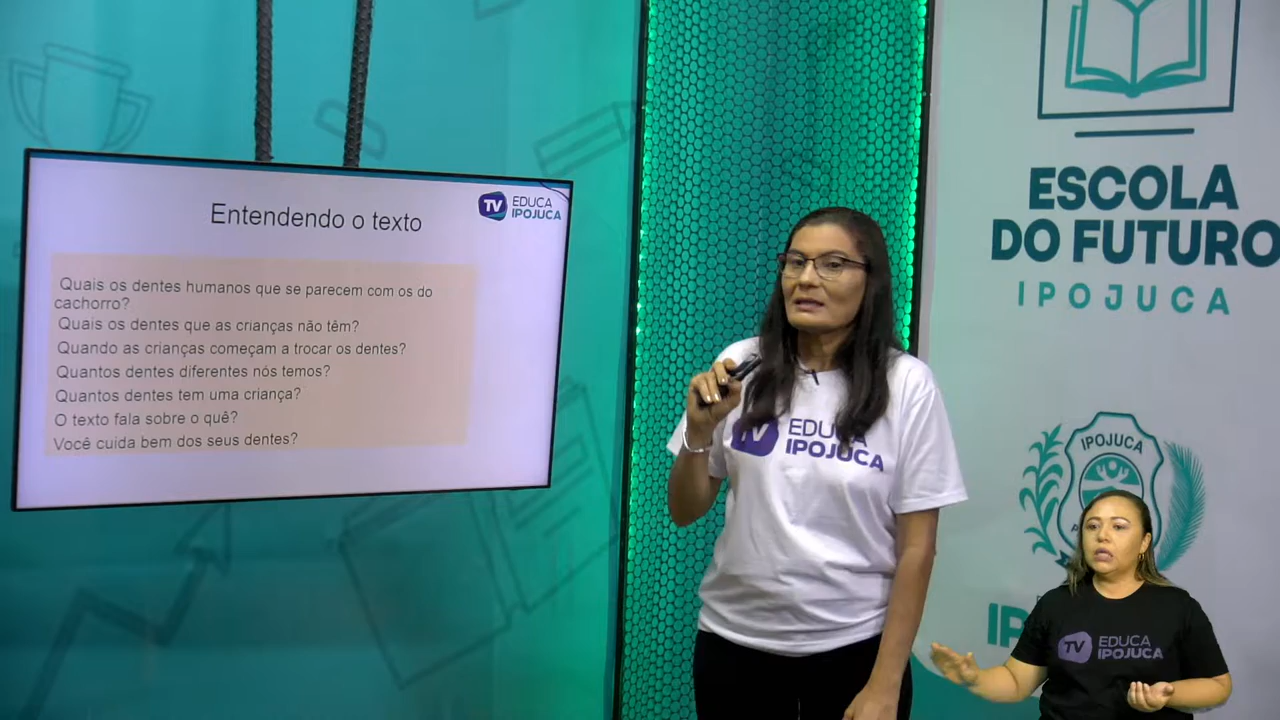 Entendendo o texto
TV EDUCA
IPOJUCA
Quais os dentes humanos que se parecem com os do
cachorro?
Quais os dentes que as crianças não têm?
Quando as crianças começam a trocar os dentes?
Quantos dentes diferentes nós temos?
Quantos dentes tem uma criança?
O texto fala sobre o quê?
Você cuida bem dos seus dentes?
TV EDUCA
IPOJUCA
ESCOLA
DO FUTURO
IPOJUCA
IPOJUCA
TV EDUCA
IPOJUCA